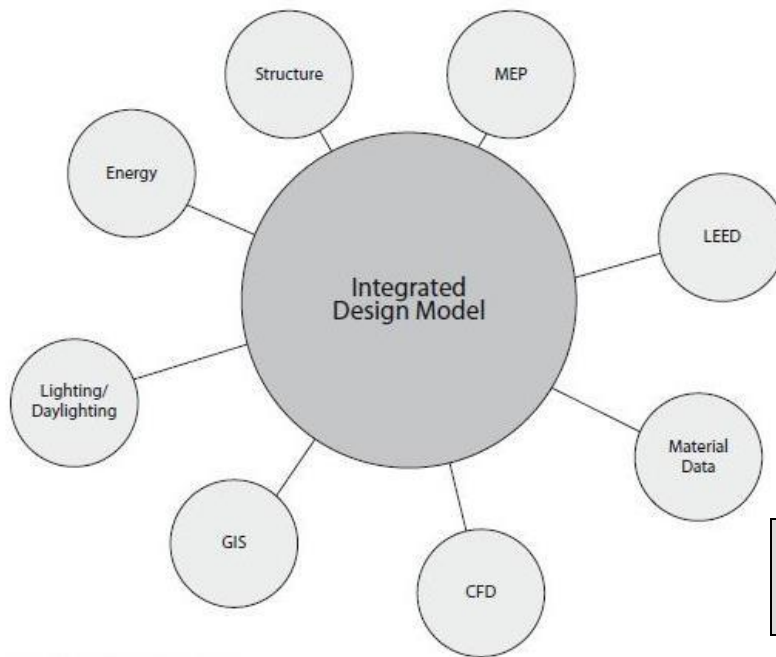 Structure
MEP
Energy
LEED
Integrated
Design Model
Lighting/
Daylighting
Material
Data
GIS
CFD